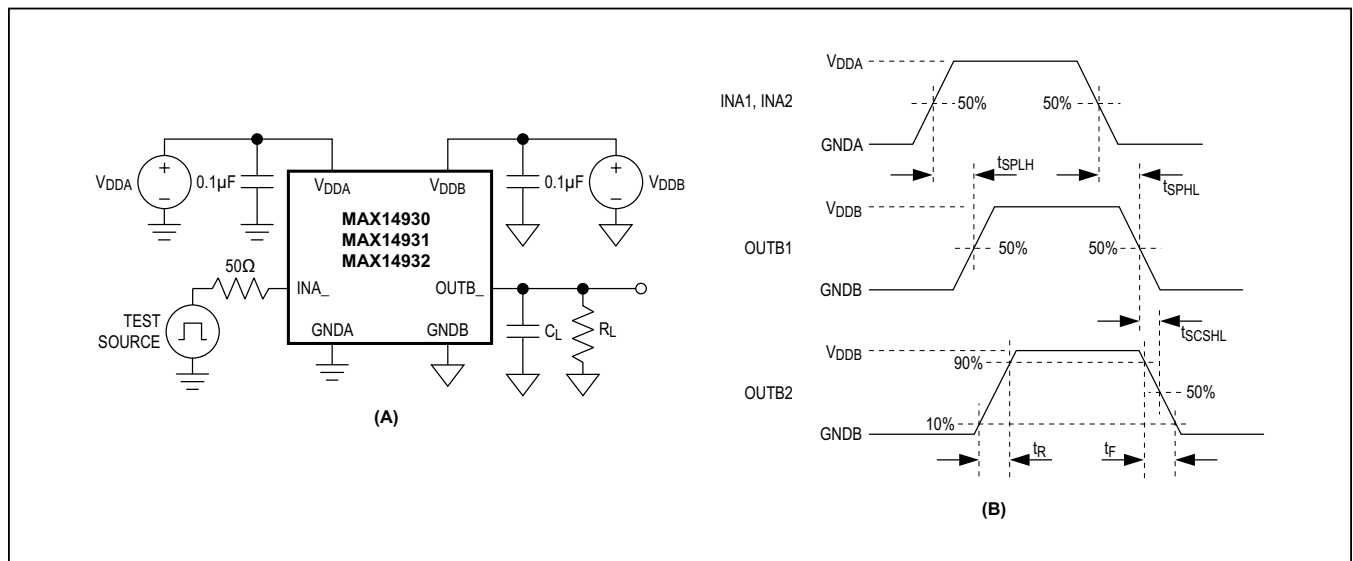 VDDA
0.1µF
VDDA
VDDB
0.1µF
VDDB
MAX14930
MAX14931
MAX14932
50Ω
INA_
OUTB_
TEST
SOURCE
GNDA
GNDB
CL
RL
(A)
VDDA
INA1, INA2
50%
50%
GNDA
tSPLH
tSPHL
VDDB
OUTB1
50%
50%
GNDB
tSCSHL
VDDB
90%
OUTB2
50%
10%
GNDB
tR
tF
(B)